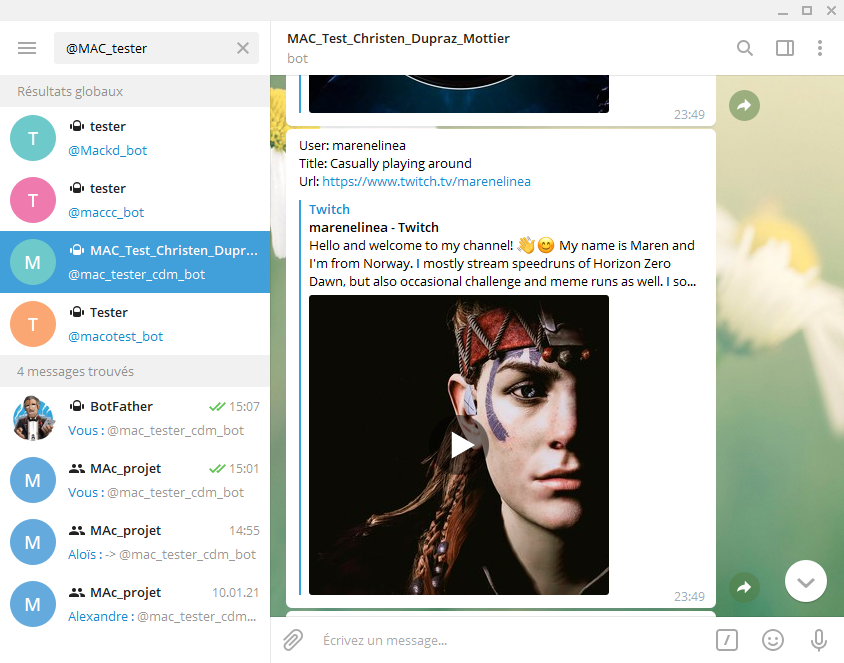 @MAC_tester
Résultats globaux
T
tester
@Mackd_bot
T
tester
@maccc_bot
M
MAC_Test_Christen_Dupr...
@mac_tester_cdm_bot
T
Tester
@macotest_bot
4 messages trouvés
BotFather
15:07
Vous : @mac_tester_cdm_bot
M
MAc_projet
15:01
Vous : @mac_tester_cdm_bot
M
MAc_projet
14:55
Aloïs : -> @mac_tester_cdm_bot
M
MAc_projet
10.01.21
Alexandre : @mac_tester_cdm...
MAC_Test_Christen_Dupraz_Mottier
bot
23:49
User: marenelinea
Title: Casually playing around
Url: https://www.twitch.tv/marenelinea
Twitch
marenelinea - Twitch
Hello and welcome to my channel! 👋😊 My name is Maren and
I'm from Norway. I mostly stream speedruns of Horizon Zero
Dawn, but also occasional challenge and meme runs as well. I so...
23:49
Écrivez un message...